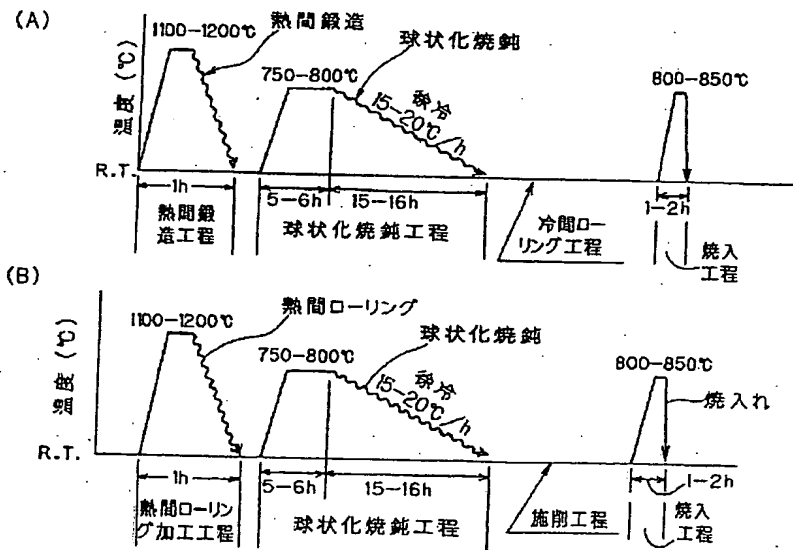 (A)
1100-1200℃
熱間鍛造
球状化焼鈍
750-800℃
徐冷
15-20℃/h
800-850℃
温度 (℃)
R.T.
1h
5-6h
15-16h
1-2h
熱間鍛
造工程
球状化焼鈍工程
冷間ロー
リング工程
焼入
工程
(B)
1100-1200℃
熱間ローリング
球状化焼鈍
750-800℃
徐冷
15-20℃/h
800-850℃
焼入れ
温度 (℃)
R.T.
1h
5-6h
15-16h
1-2h
熱間ローリン
グ加工工程
球状化焼鈍工程
施削工程
焼入
工程